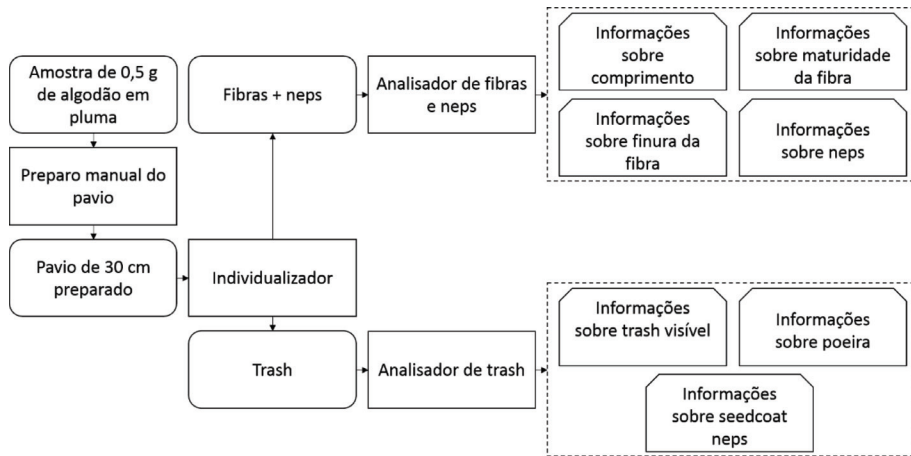 Amostra de 0,5 g
de algodão em
pluma
Preparo manual do
pavio
Pavio de 30 cm
preparado
Individualizador
Fibras + neps
Analisador de fibras
e neps
Informações
sobre
comprimento
Informações
sobre maturidade
da fibra
Informações
sobre finura da
fibra
Informações
sobre neps
Trash
Analisador de trash
Informações
sobre trash visível
Informações
sobre poeira
Informações
sobre seedcoat
neps